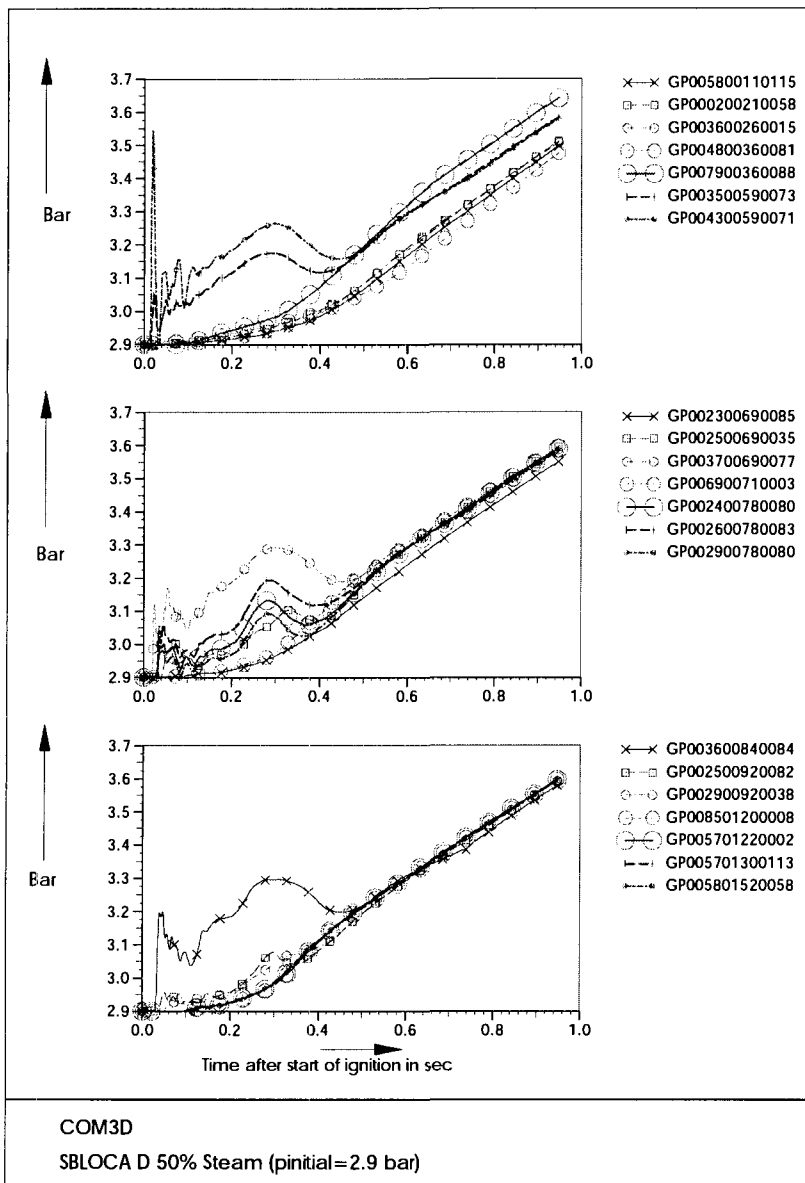 3.7
3.6
3.5
3.4
3.3
3.2
3.1
3.0
2.9
Bar
0.0 0.2 0.4 0.6 0.8 1.0
GP005800110115
GP000200210058
GP003600260015
GP004800360081
GP007900360088
GP003500590073
GP004300590071
3.7
3.6
3.5
3.4
3.3
3.2
3.1
3.0
2.9
Bar
0.0 0.2 0.4 0.6 0.8 1.0
GP002300690085
GP002500690035
GP003700690077
GP006900710003
GP002400780080
GP002600780083
GP002900780080
3.7
3.6
3.5
3.4
3.3
3.2
3.1
3.0
2.9
Bar
0.0 0.2 0.4 0.6 0.8 1.0
GP003600840084
GP002500920082
GP002900920038
GP008501200008
GP005701220002
GP005701300113
GP005801520058
Time after start of ignition in sec
COM3D
SBLOCA D 50% Steam (pinitial=2.9 bar)